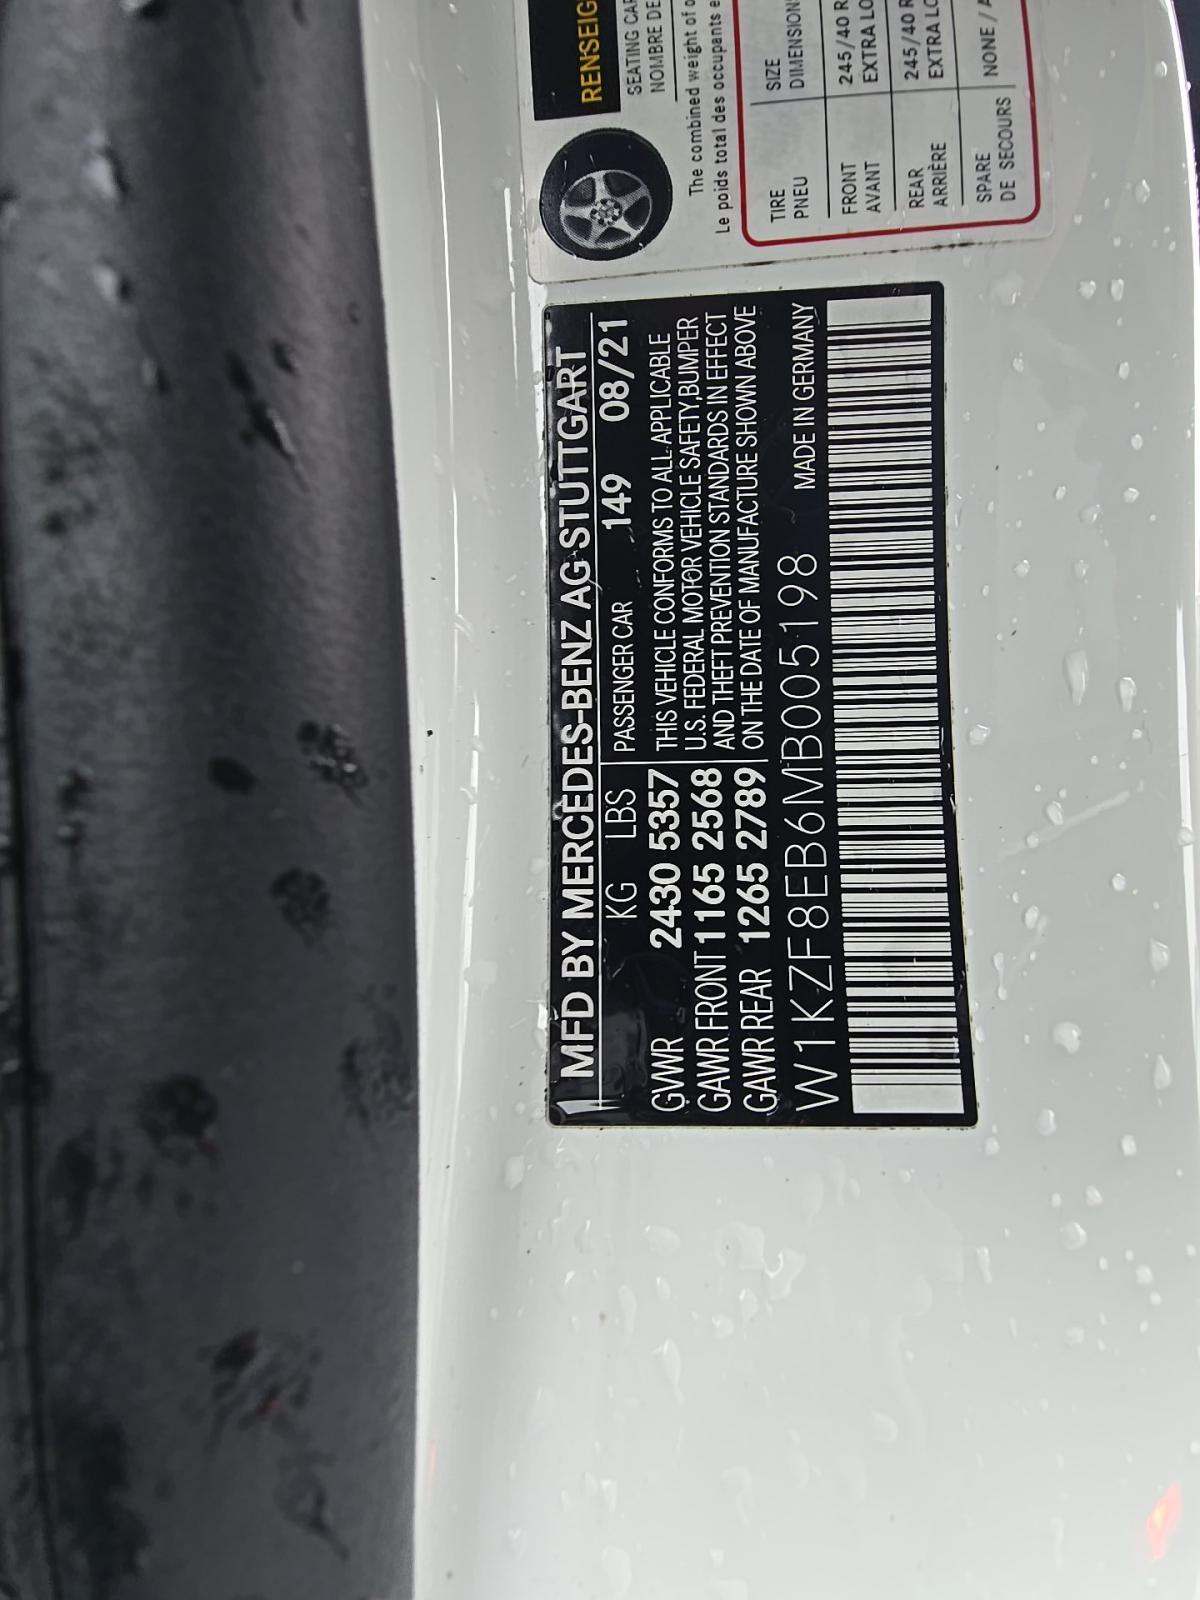 MFD BY MERCEDES-BENZ AG STUTTGART
KG LBS PASSENGER CAR 149 08/21
GVWR 2430 5357 THIS VEHICLE CONFORMS TO ALL APPLICABLE
GAWR FRONT 1165 2568 U.S. FEDERAL MOTOR VEHICLE SAFETY,BUMPER
AND THEFT PREVENTION STANDARDS IN EFFECT
GAWR REAR 1265 2789 ON THE DATE OF MANUFACTURE SHOWN ABOVE
W1KZF8EB6MB005198 MADE IN GERMANY
SEATING
NOMBRE DE
The combined weight of
Le poids total des occupants
TIRE SIZE
PNEU DIMENSION
FRONT 245/40
AVANT EXTRA
REAR 245/40
ARRIÈRE EXTRA
SPARE NONE /
DE SECOURS